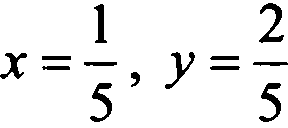 x = 1/5 , y = 2/5